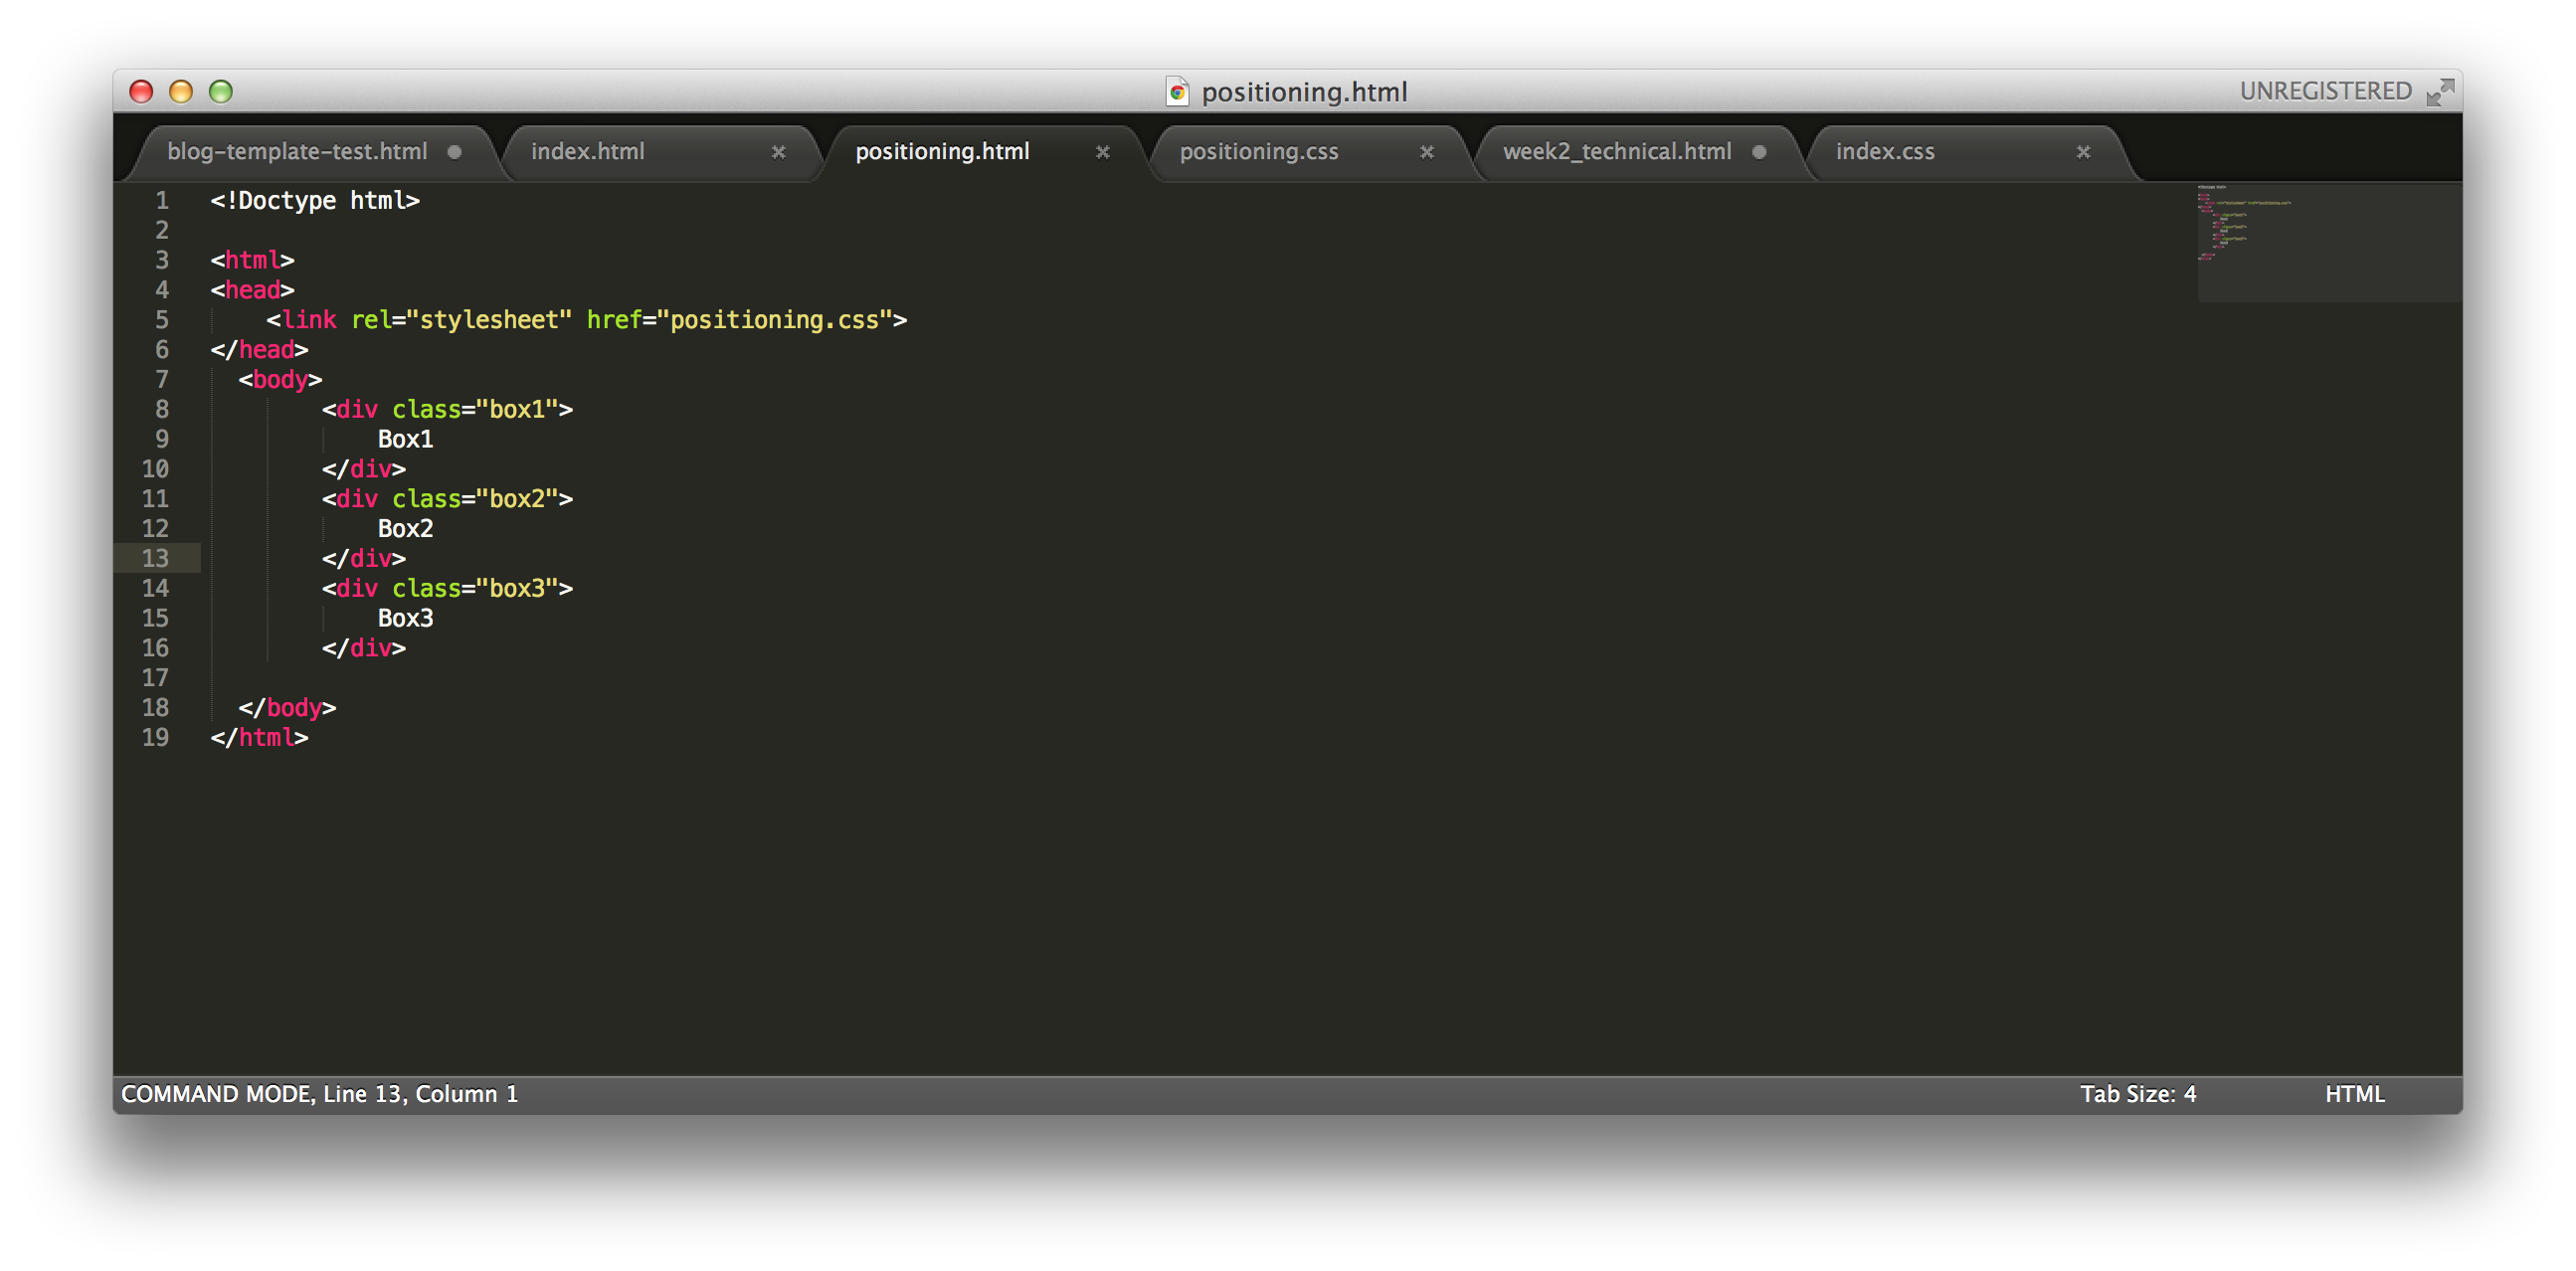 positioning.html
UNREGISTERED
blog-template-test.html index.html positioning.html positioning.css week2_technical.html index.css
1 <!Doctype html>
2
3 <html>
4 <head>
5 <link rel="stylesheet" href="positioning.css">
6 </head>
7 <body>
8 <div class="box1">
9 Box1
10 </div>
11 <div class="box2">
12 Box2
13 </div>
14 <div class="box3">
15 Box3
16 </div>
17
18 </body>
19 </html>
COMMAND MODE, Line 13, Column 1
Tab Size: 4
HTML